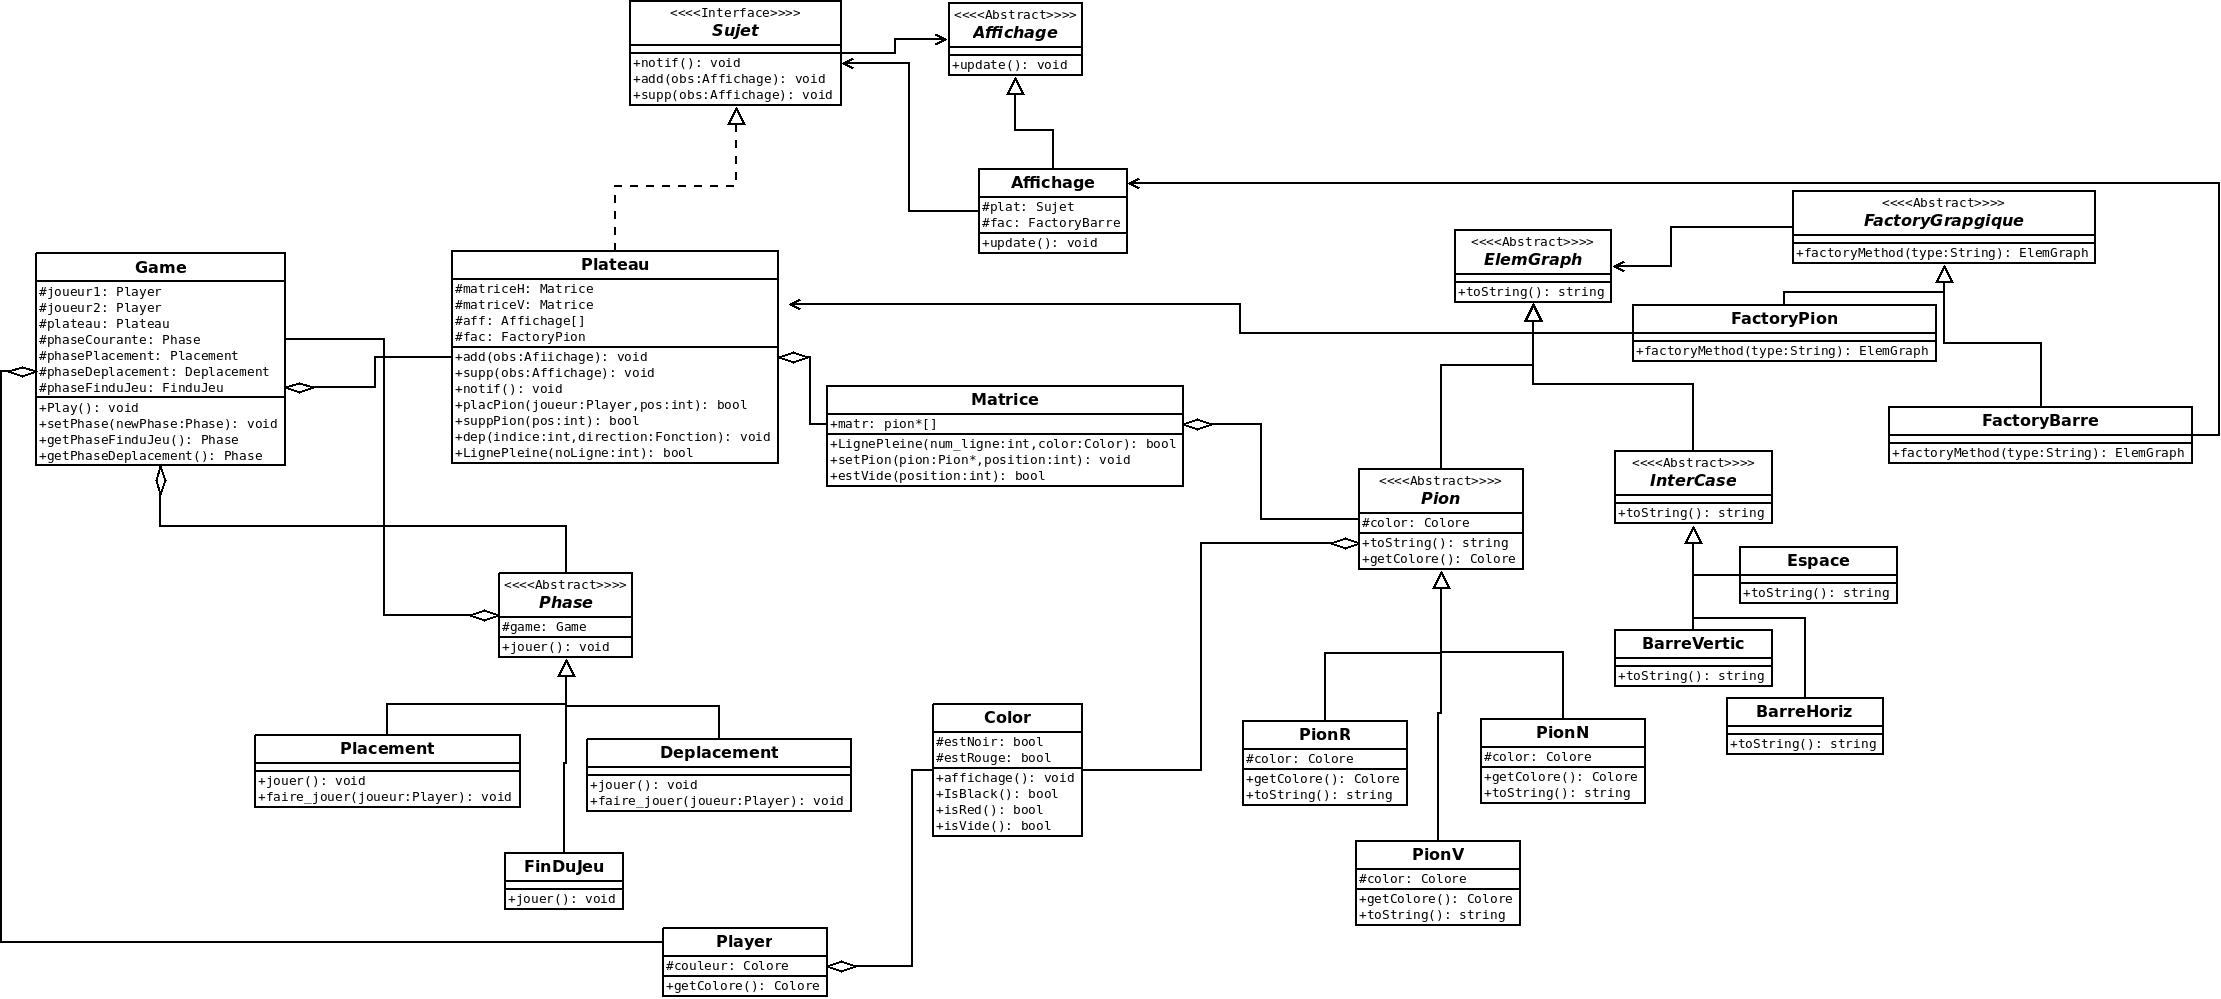 <<<<Interface>>>>
Sujet
+notif(): void
+add(obs:Affichage): void
+supp(obs:Affichage): void
<<<<Abstract>>>>
Affichage
+update(): void
Affichage
#plat: Sujet
#fac: FactoryBarre
+update(): void
<<<<Abstract>>>>
FactoryGrapgique
+factoryMethod(type:String): ElemGraph
<<<<Abstract>>>>
ElemGraph
+toString(): string
Game
#joueur1: Player
#joueur2: Player
#plateau: Plateau
#phaseCourante: Phase
#phasePlacement: Placement
#phaseDeplacement: Deplacement
#phaseFinduJeu: FinduJeu
+Play(): void
+setPhase(newPhase:Phase): void
+getPhaseFinduJeu(): Phase
+getPhaseDeplacement(): Phase
Plateau
#matriceH: Matrice
#matriceV: Matrice
#aff: Affichage[]
#fac: FactoryPion
+add(obs:Afiichage): void
+supp(obs:Affichage): void
+notif(): void
+placPion(joueur:Player,pos:int): bool
+suppPion(pos:int): bool
+dep(indice:int,direction:Fonction): void
+LignePleine(noLigne:int): bool
FactoryPion
+factoryMethod(type:String): ElemGraph
Matrice
+matr: pion*[]
+LignePleine(num_ligne:int,color:Color): bool
+setPion(pion:Pion*,position:int): void
+estVide(position:int): bool
FactoryBarre
+factoryMethod(type:String): ElemGraph
<<<<Abstract>>>>
Pion
#color: Colore
+toString(): string
+getColore(): Colore
<<<<Abstract>>>>
InterCase
+toString(): string
Espace
+toString(): string
<<<<Abstract>>>>
Phase
#game: Game
+jouer(): void
BarreVertic
+toString(): string
BarreHoriz
+toString(): string
Placement
+jouer(): void
+faire_jouer(joueur:Player): void
Deplacement
+jouer(): void
+faire_jouer(joueur:Player): void
Color
#estNoir: bool
#estRouge: bool
+affichage(): void
+IsBlack(): bool
+isRed(): bool
+isVide(): bool
PionR
#color: Colore
+getColore(): Colore
+toString(): string
PionN
#color: Colore
+getColore(): Colore
+toString(): string
FinDuJeu
+jouer(): void
PionV
#color: Colore
+getColore(): Colore
+toString(): string
Player
#couleur: Colore
+getColore(): Colore